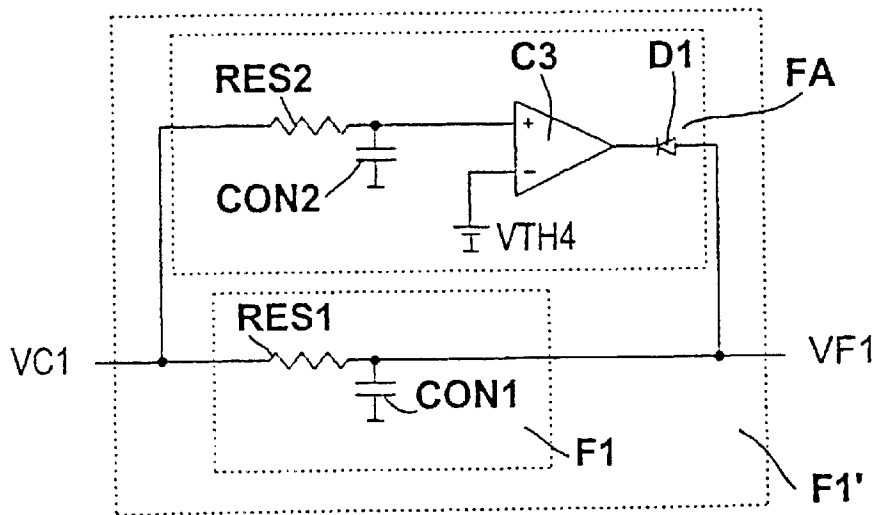 C3
D1
FA
RES2
+
CON2
-
VTH4
RES1
VC1
VF1
CON1
F1
F1'